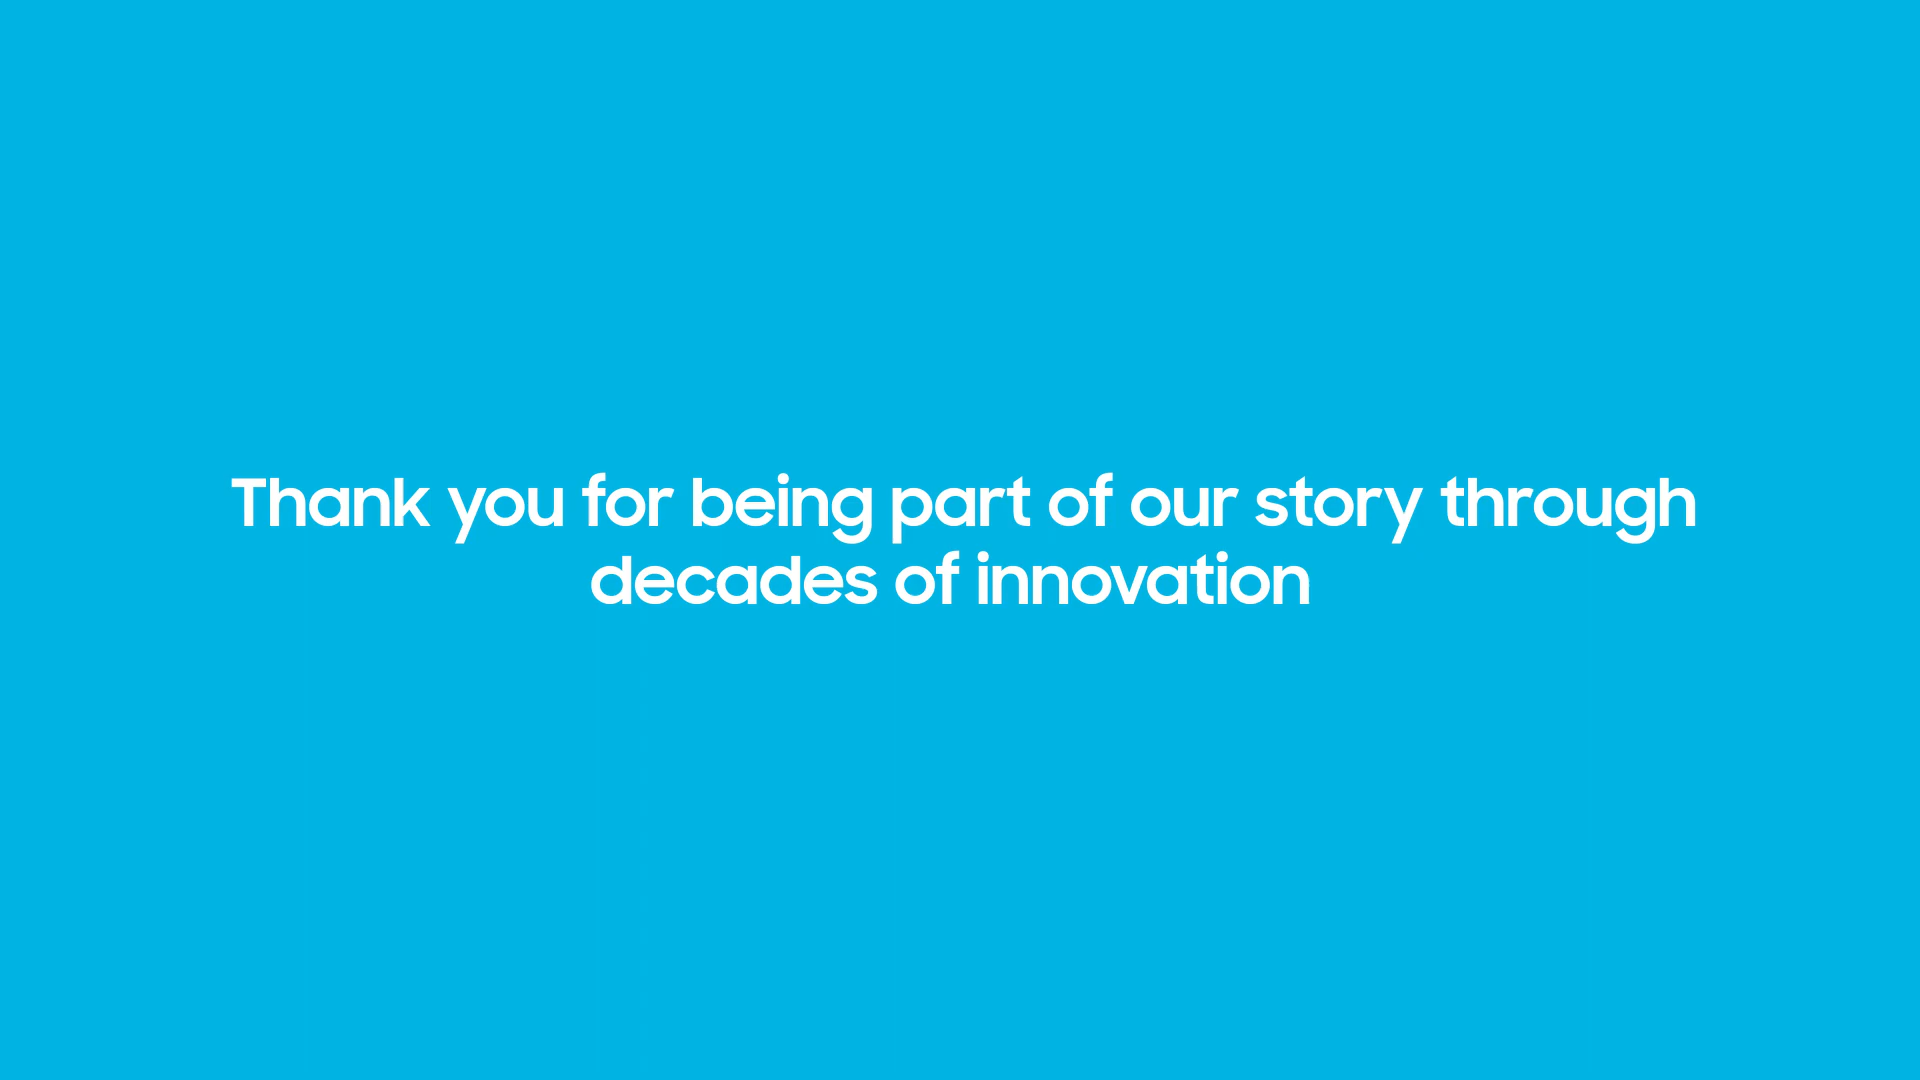 Thank you for being part of our story through
decades of innovation